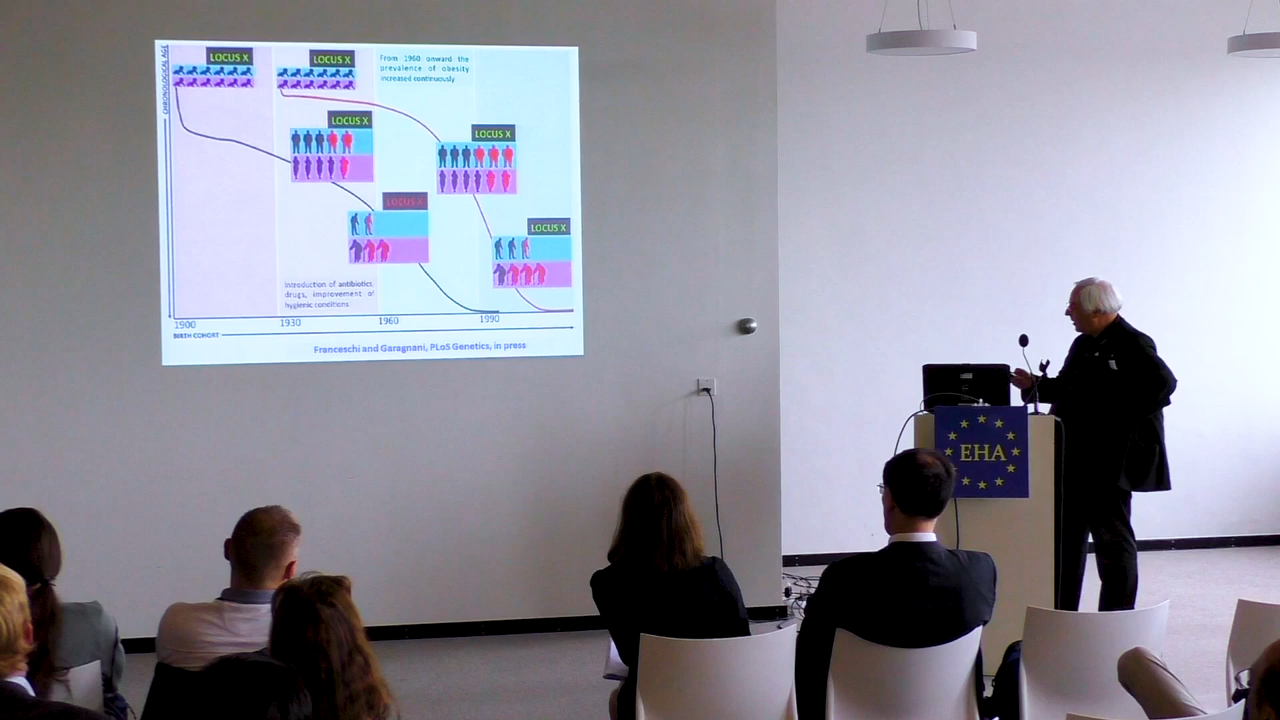 CHRONOLOGICAL AGE
LOCUS X
LOCUS X
From 1960 onward the
prevalence of obesity
increased continuously
LOCUS X
LOCUS X
LOCUS X
LOCUS X
Introduction of antibiotics,
drugs, improvement of
hygienic conditions
1900
1930
1960
1990
BIRTH COHORT
Franceschi and Garagnani, PLoS Genetics, in press
EHA